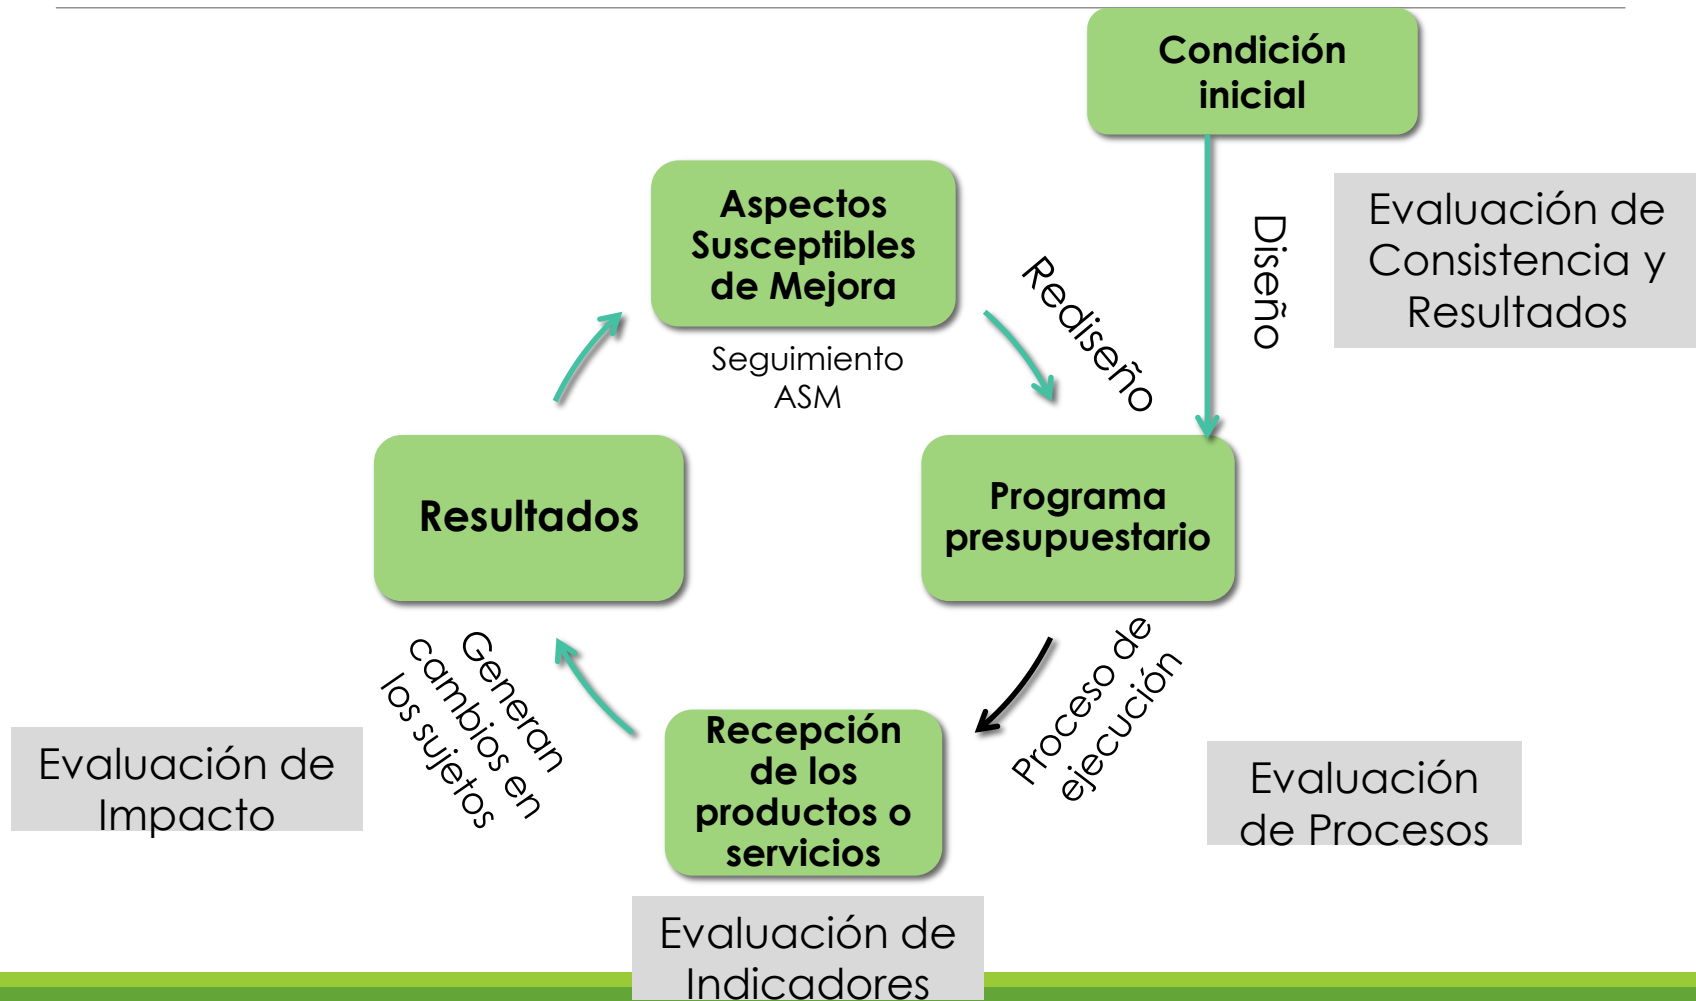 Condición
inicial
Aspectos
Susceptibles
de Mejora
Seguimiento
ASM
Rediseño
Diseño
Evaluación de
Consistencia y
Resultados
Resultados
Programa
presupuestario
Generan
cambios en
los sujetos
Proceso de
ejecución
Recepción
de los
productos o
servicios
Evaluación de
Impacto
Evaluación
de Procesos
Evaluación de
Indicadores